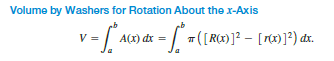 Volume by Washers for Rotation About the x-Axis
V = ∫_a^b A(x) dx = ∫_a^b π([R(x)]² − [r(x)]²) dx.